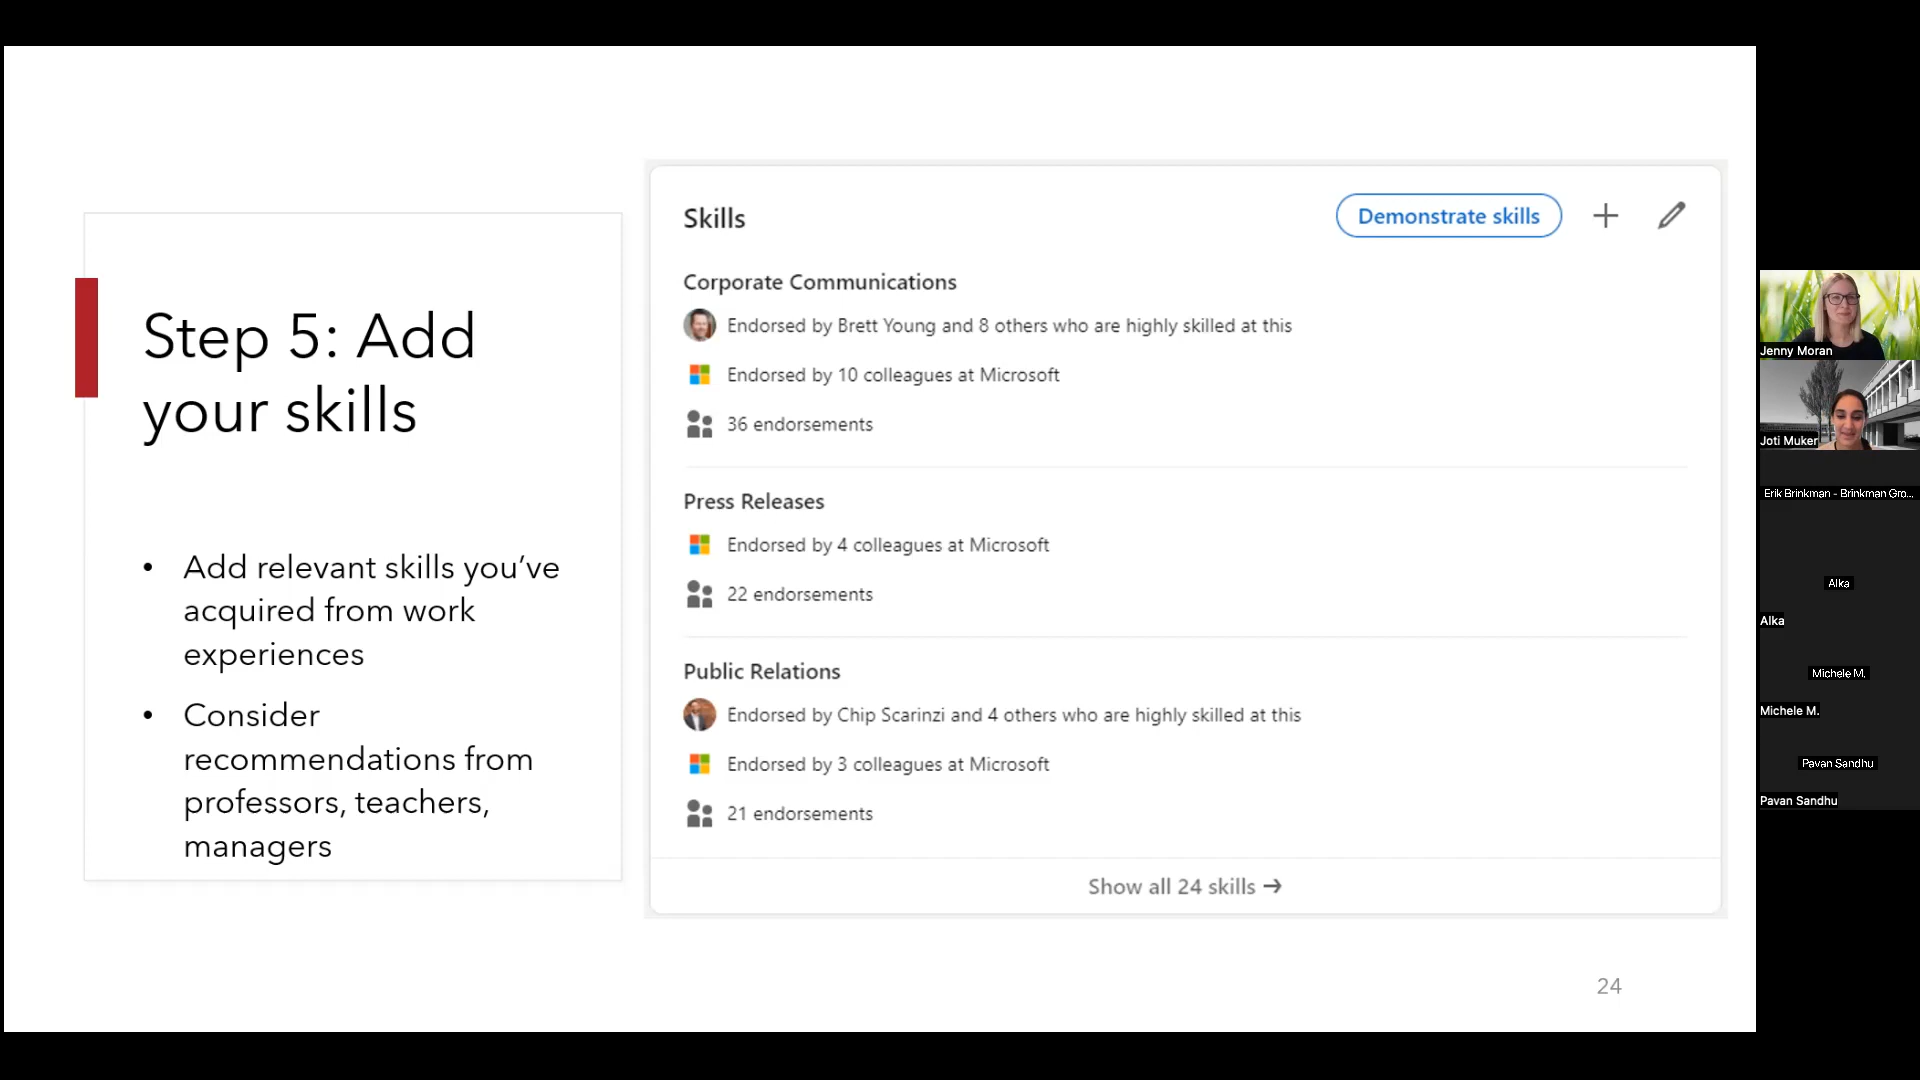 Step 5: Add
your skills
• Add relevant skills you’ve
acquired from work
experiences
• Consider
recommendations from
professors, teachers,
managers
Skills
Demonstrate skills
Corporate Communications
Endorsed by Brett Young and 8 others who are highly skilled at this
Endorsed by 10 colleagues at Microsoft
36 endorsements
Press Releases
Endorsed by 4 colleagues at Microsoft
22 endorsements
Public Relations
Endorsed by Chip Scarinzi and 4 others who are highly skilled at this
Endorsed by 3 colleagues at Microsoft
21 endorsements
Show all 24 skills →
24
Jenny Moran
Joti Muker
Erik Brinkman - Brinkman Gro...
Alka
Alka
Michele M.
Michele M.
Pavan Sandhu
Pavan Sandhu